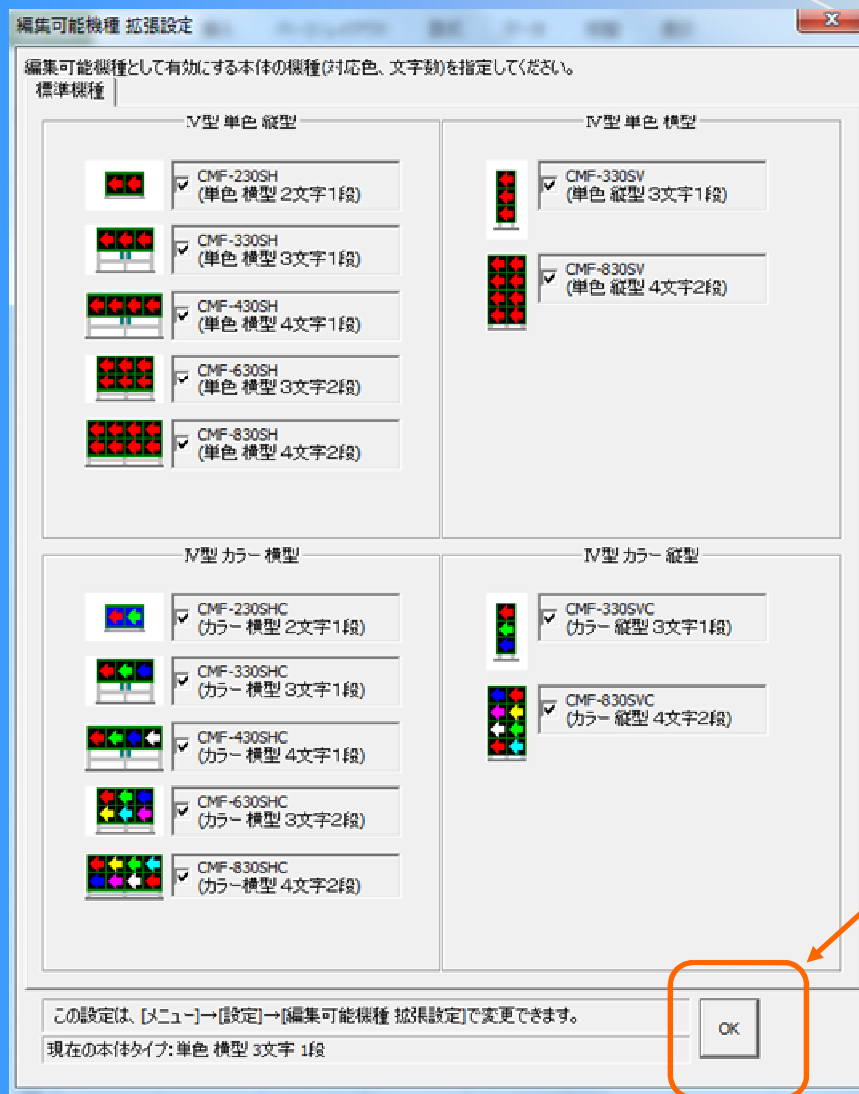 編集可能機種 拡張設定
編集可能機種として有効にする本体の機種(対応色、文字数)を指定してください。
標準機種
Ⅳ型 単色 縦型
CMF-230SH
(単色 横型 2文字1段)
CMF-330SH
(単色 横型 3文字1段)
CMF-430SH
(単色 横型 4文字1段)
CMF-630SH
(単色 横型 3文字2段)
CMF-830SH
(単色 横型 4文字2段)
Ⅳ型 単色 横型
CMF-330SV
(単色 縦型 3文字1段)
CMF-830SV
(単色 縦型 4文字2段)
Ⅳ型 カラー 横型
CMF-230SHC
(カラー 横型 2文字1段)
CMF-330SHC
(カラー 横型 3文字1段)
CMF-430SHC
(カラー 横型 4文字1段)
CMF-630SHC
(カラー 横型 3文字2段)
CMF-830SHC
(カラー横型 4文字2段)
Ⅳ型 カラー 縦型
CMF-330SVC
(カラー 縦型 3文字1段)
CMF-830SVC
(カラー 縦型 4文字2段)
この設定は、[メニュー]→[設定]→[編集可能機種 拡張設定]で変更できます。
現在の本体タイプ:単色 横型 3文字 1段
OK